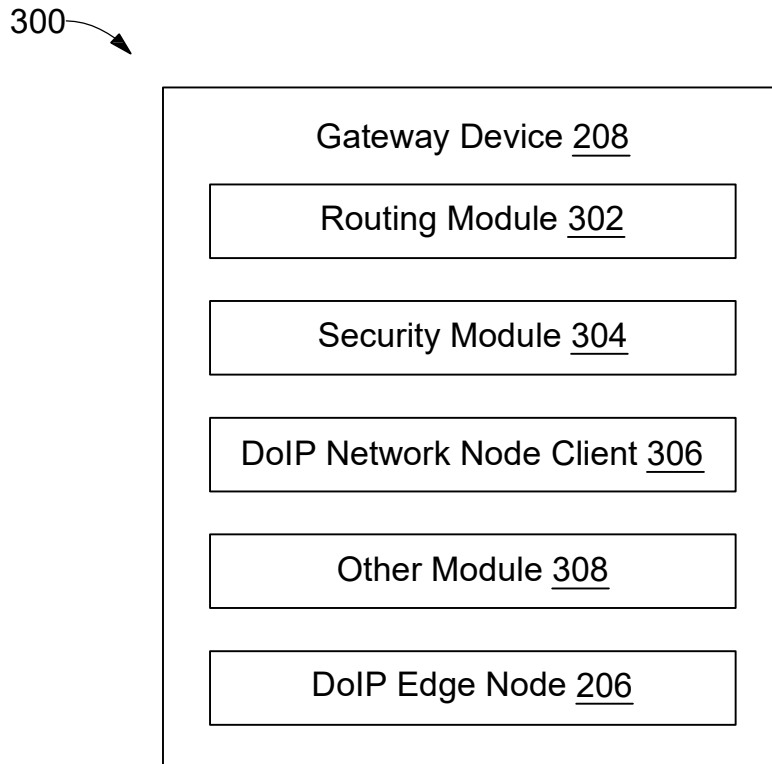 300
Gateway Device 208
Routing Module 302
Security Module 304
DoIP Network Node Client 306
Other Module 308
DoIP Edge Node 206